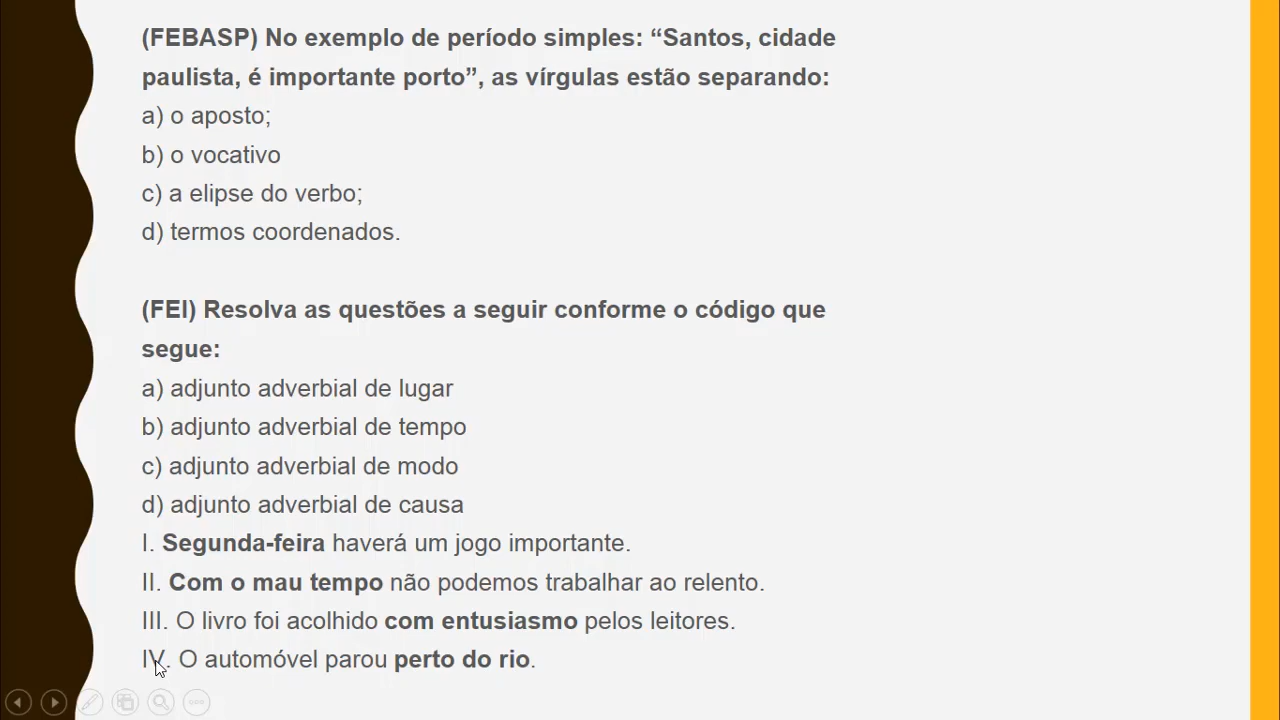 (FEBASP) No exemplo de período simples: “Santos, cidade
paulista, é importante porto”, as vírgulas estão separando:
a) o aposto;
b) o vocativo
c) a elipse do verbo;
d) termos coordenados.
(FEI) Resolva as questões a seguir conforme o código que
segue:
a) adjunto adverbial de lugar
b) adjunto adverbial de tempo
c) adjunto adverbial de modo
d) adjunto adverbial de causa
I. Segunda-feira haverá um jogo importante.
II. Com o mau tempo não podemos trabalhar ao relento.
III. O livro foi acolhido com entusiasmo pelos leitores.
IV. O automóvel parou perto do rio.